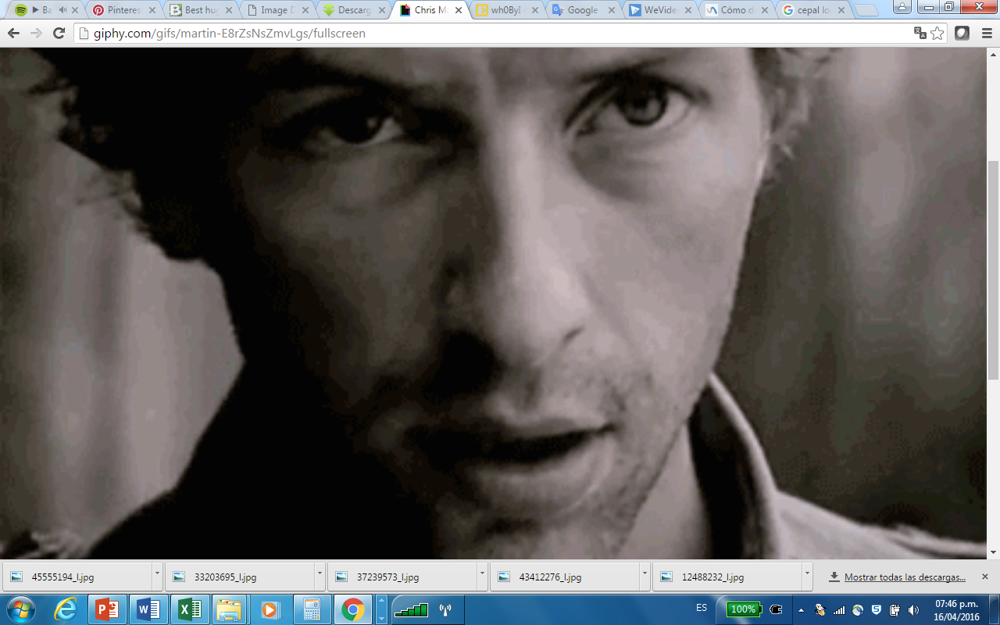 Ba
Pinteres
Best hu
Image D
Descarg
Chris M
wh0ByI
Google
WeVide
Cómo d
cepal lo
giphy.com/gifs/martin-E8rZsNsZmvLgs/fullscreen
45555194_l.jpg
33203695_l.jpg
37239573_l.jpg
43412276_l.jpg
12488232_l.jpg
Mostrar todas las descargas...
ES
100%
07:46 p.m.
16/04/2016